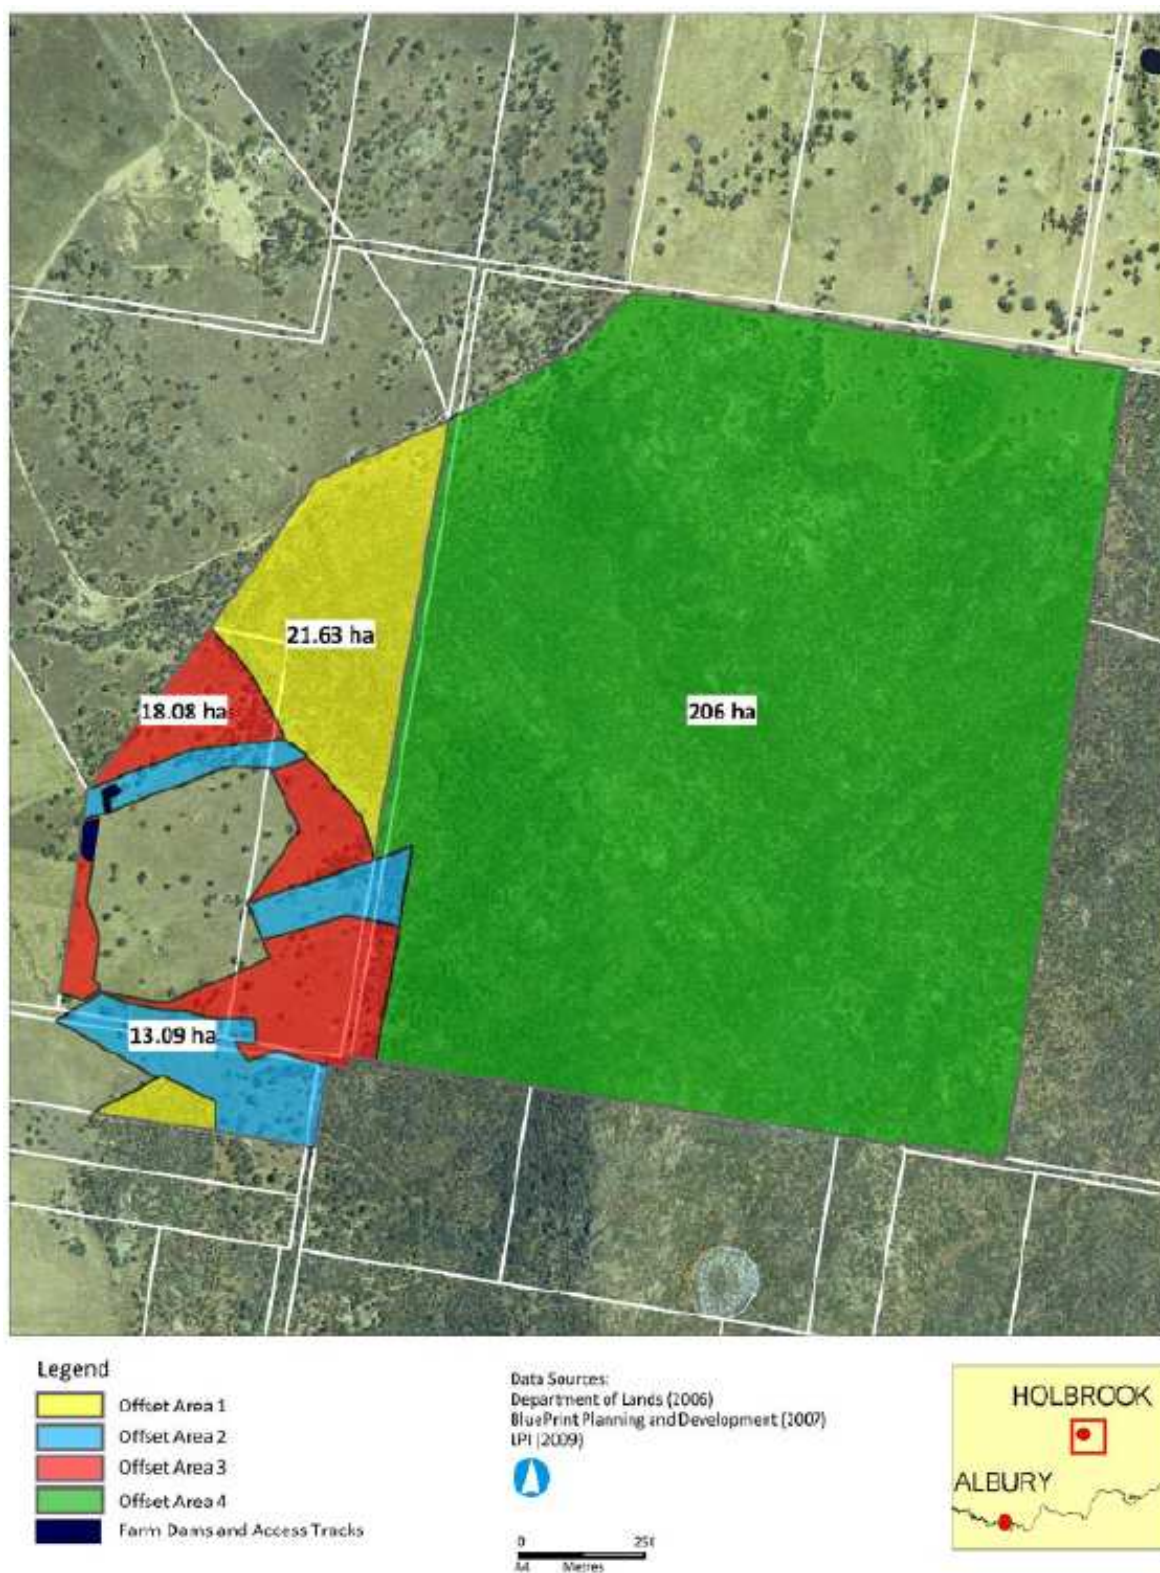 21.63 ha
18.08 ha
206 ha
13.09 ha
Legend
Offset Area 1
Offset Area 2
Offset Area 3
Offset Area 4
Farm Dams and Access Tracks
Data Sources:
Department of Lands (2006)
BluePrint Planning and Development (2007)
LPI (2009)
0 250
A4 Metres
HOLBROOK
ALBURY